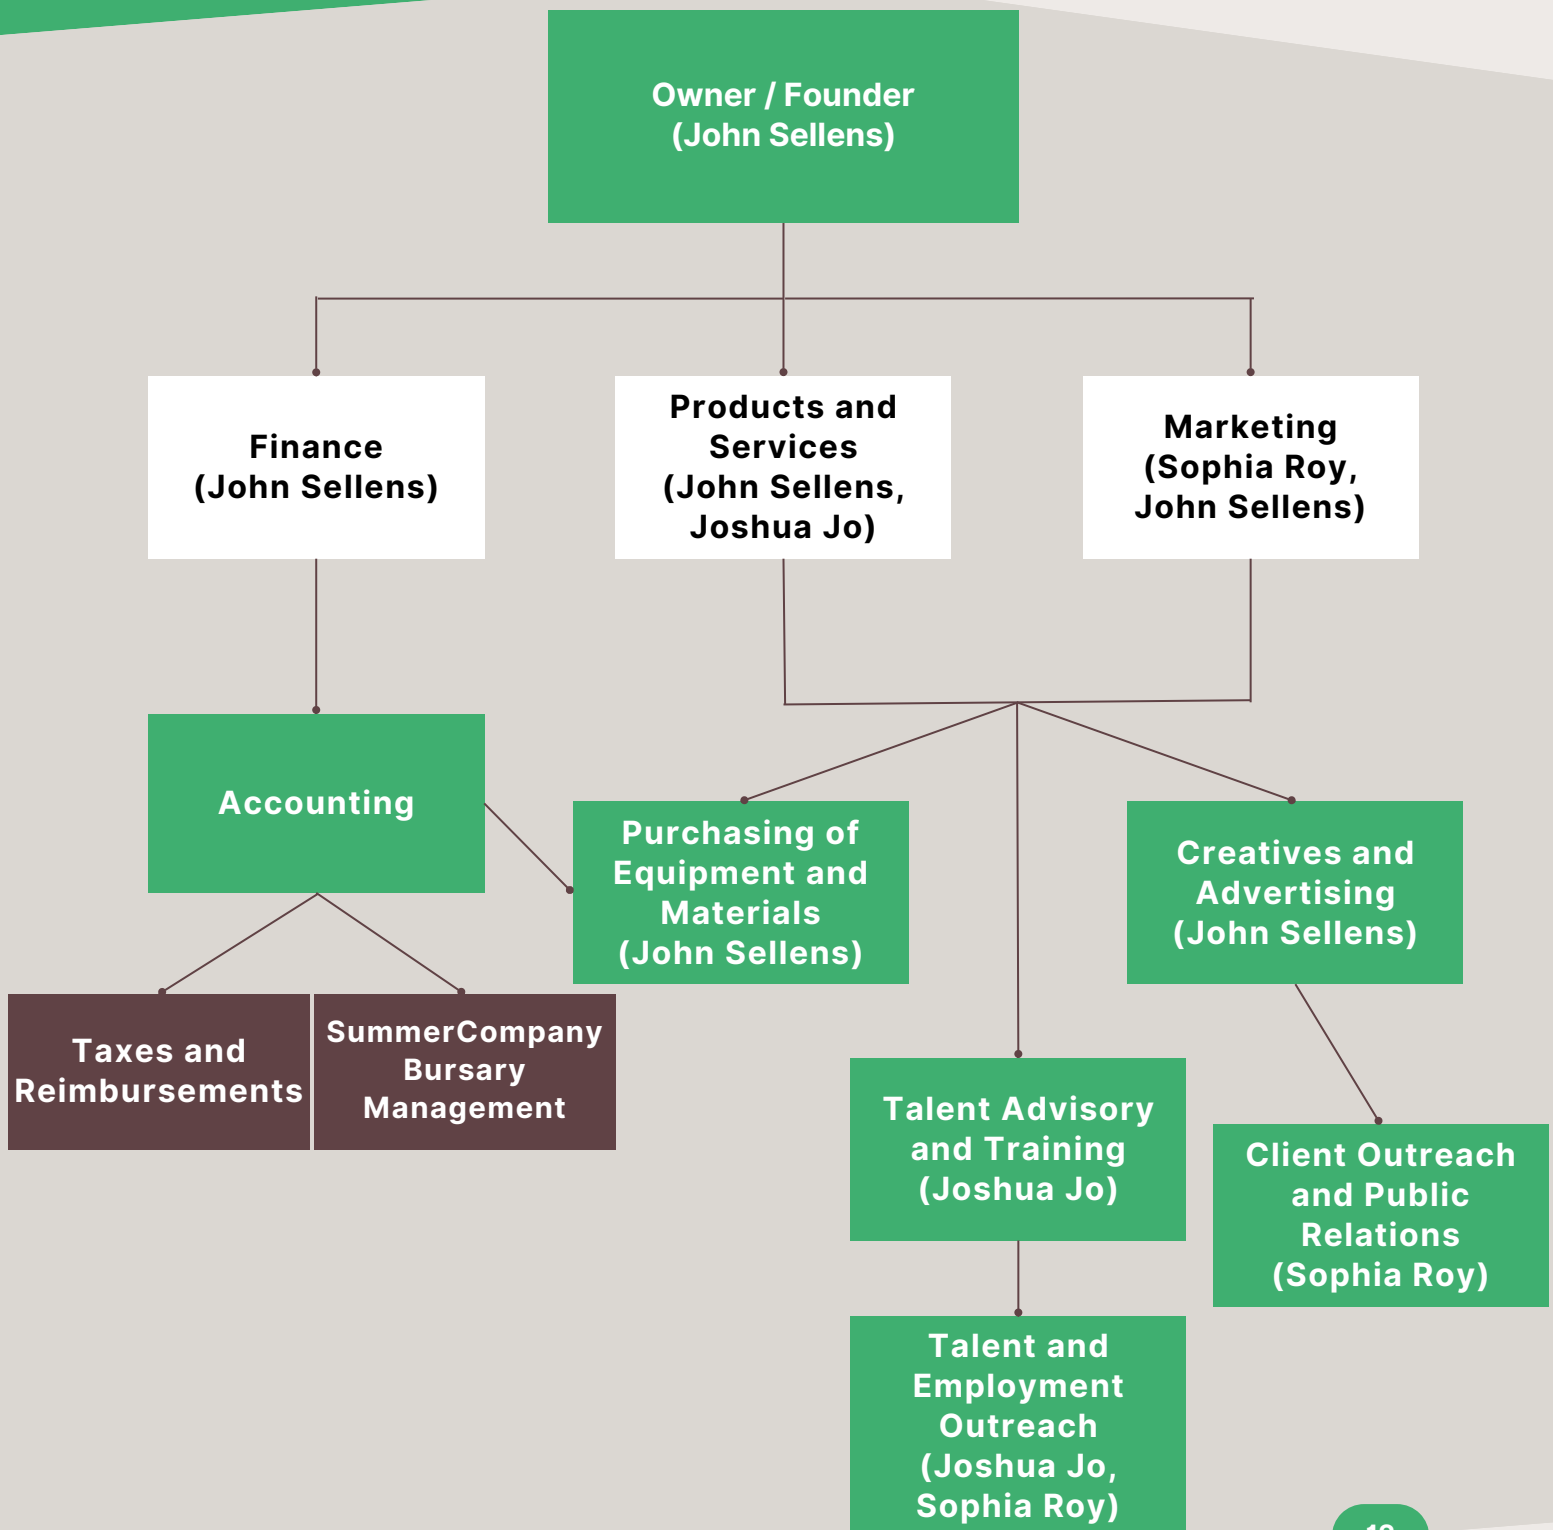 Owner / Founder
(John Sellens)
Finance
(John Sellens)
Products and
Services
(John Sellens,
Joshua Jo)
Marketing
(Sophia Roy,
John Sellens)
Accounting
Purchasing of
Equipment and
Materials
(John Sellens)
Creatives and
Advertising
(John Sellens)
Taxes and
Reimbursements
SummerCompany
Bursary
Management
Talent Advisory
and Training
(Joshua Jo)
Client Outreach
and Public
Relations
(Sophia Roy)
Talent and
Employment
Outreach
(Joshua Jo,
Sophia Roy)